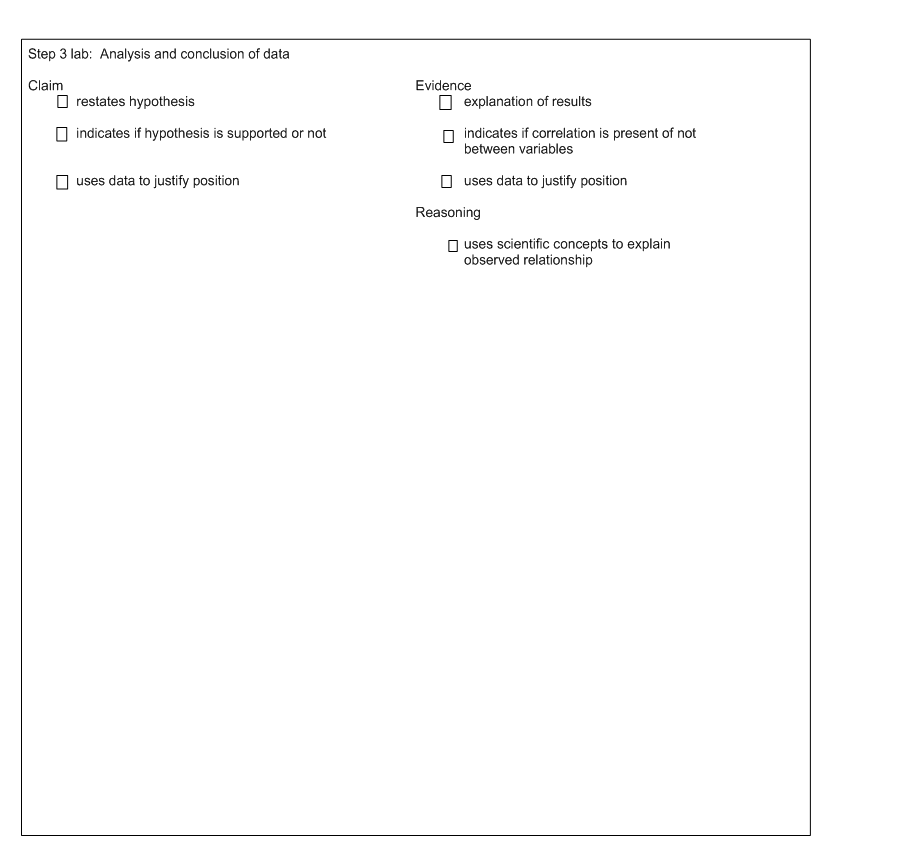 Step 3 lab:  Analysis and conclusion of data
Claim
restates hypothesis
indicates if hypothesis is supported or not
uses data to justify position
Evidence
explanation of results
indicates if correlation is present of not
between variables
uses data to justify position
Reasoning
uses scientific concepts to explain
observed relationship